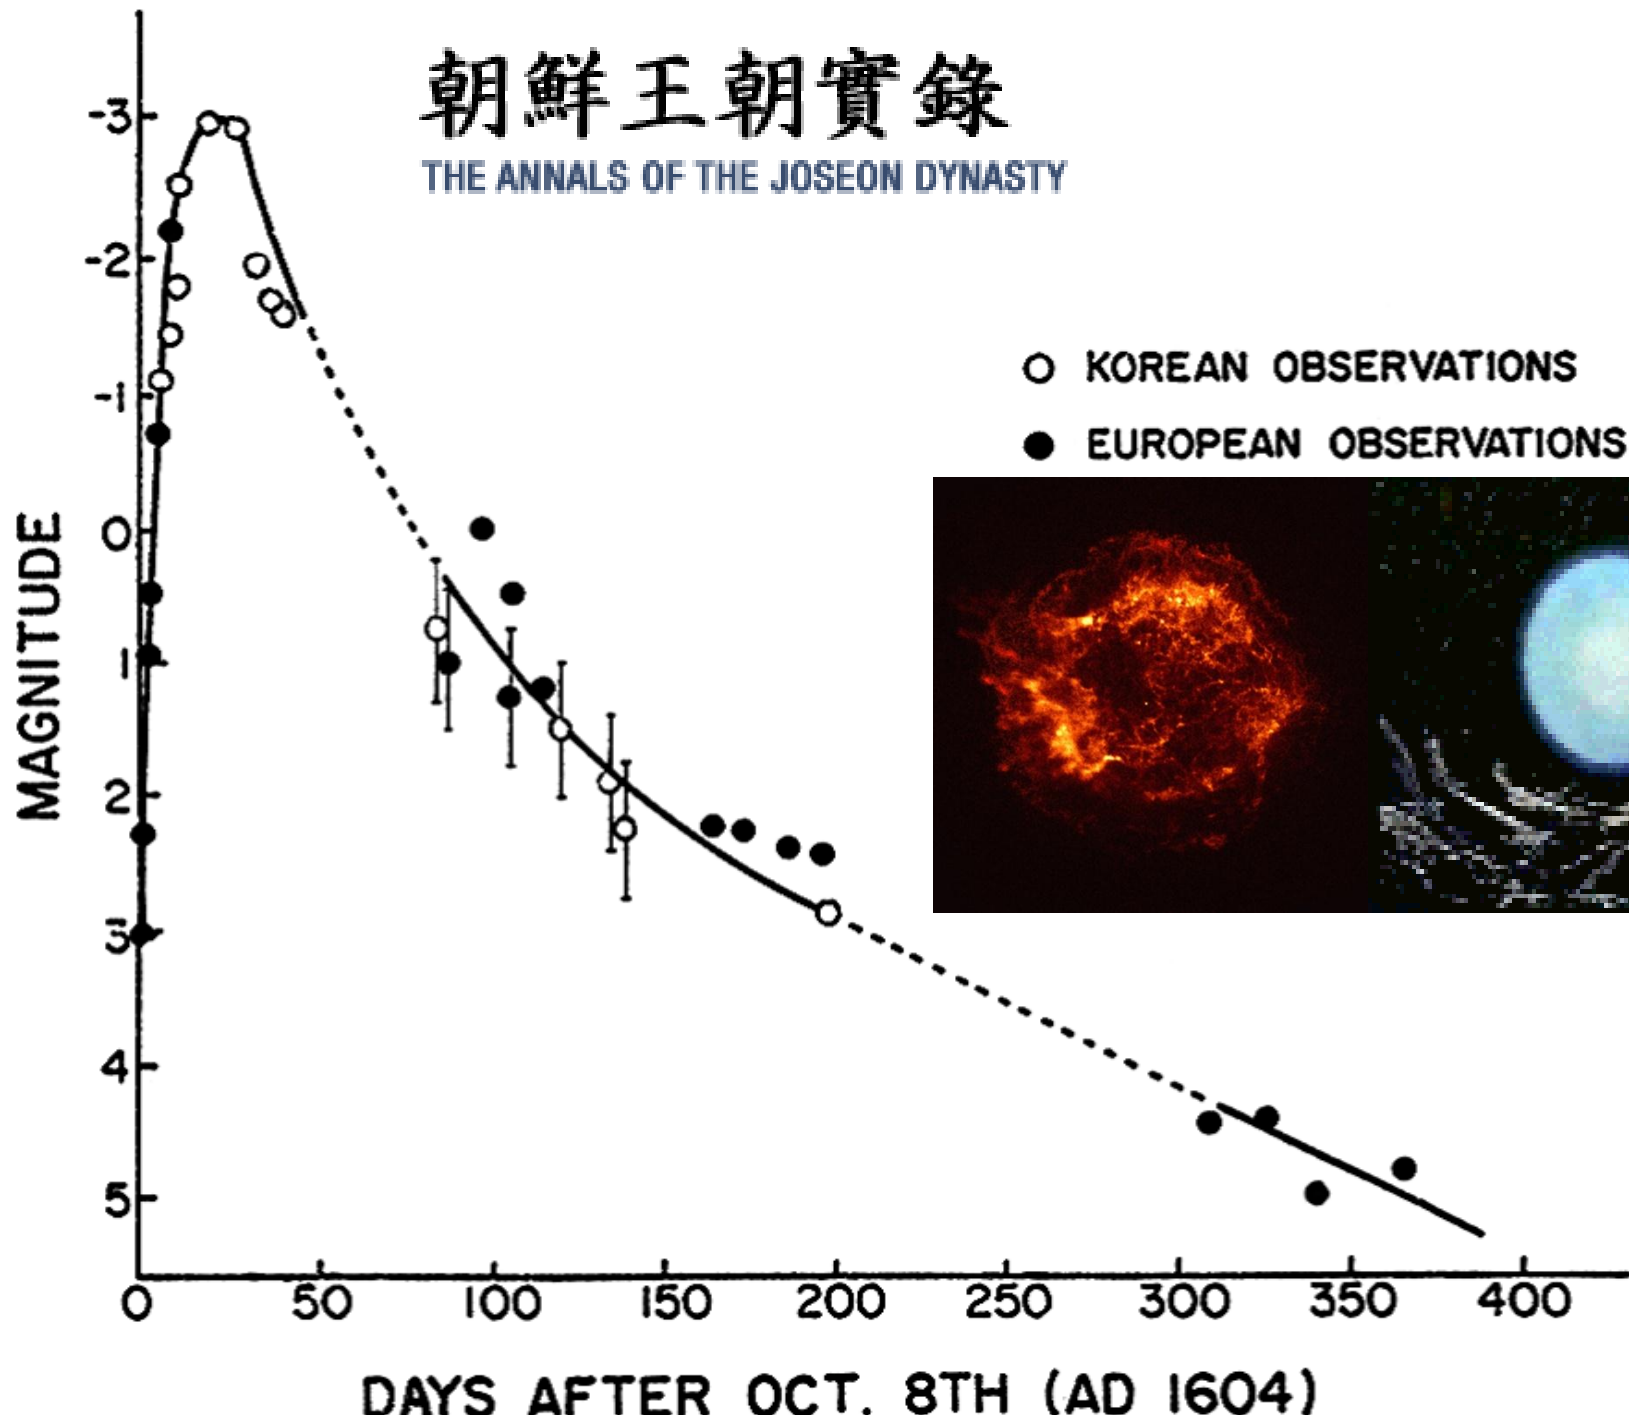 朝鮮王朝實錄
THE ANNALS OF THE JOSEON DYNASTY
-3
-2
-1
0
1
2
3
4
5
MAGNITUDE
○ KOREAN OBSERVATIONS
● EUROPEAN OBSERVATIONS
0 50 100 150 200 250 300 350 400
DAYS AFTER OCT. 8TH (AD 1604)